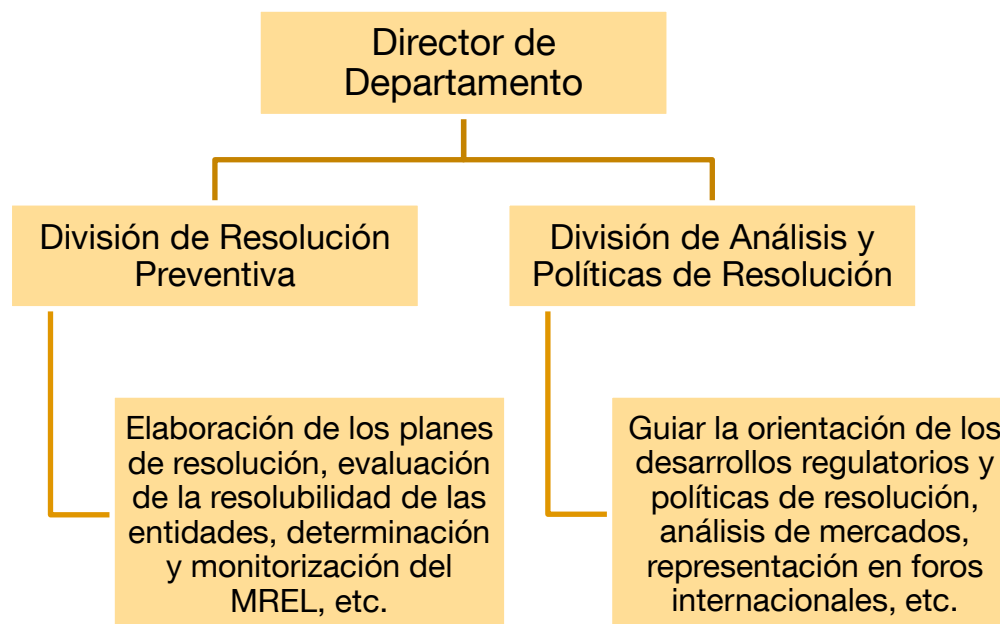 Director de
Departamento
División de Resolución
Preventiva
División de Análisis y
Políticas de Resolución
Elaboración de los planes
de resolución, evaluación
de la resolubilidad de las
entidades, determinación
y monitorización del
MREL, etc.
Guiar la orientación de los
desarrollos regulatorios y
políticas de resolución,
análisis de mercados,
representación en foros
internacionales, etc.